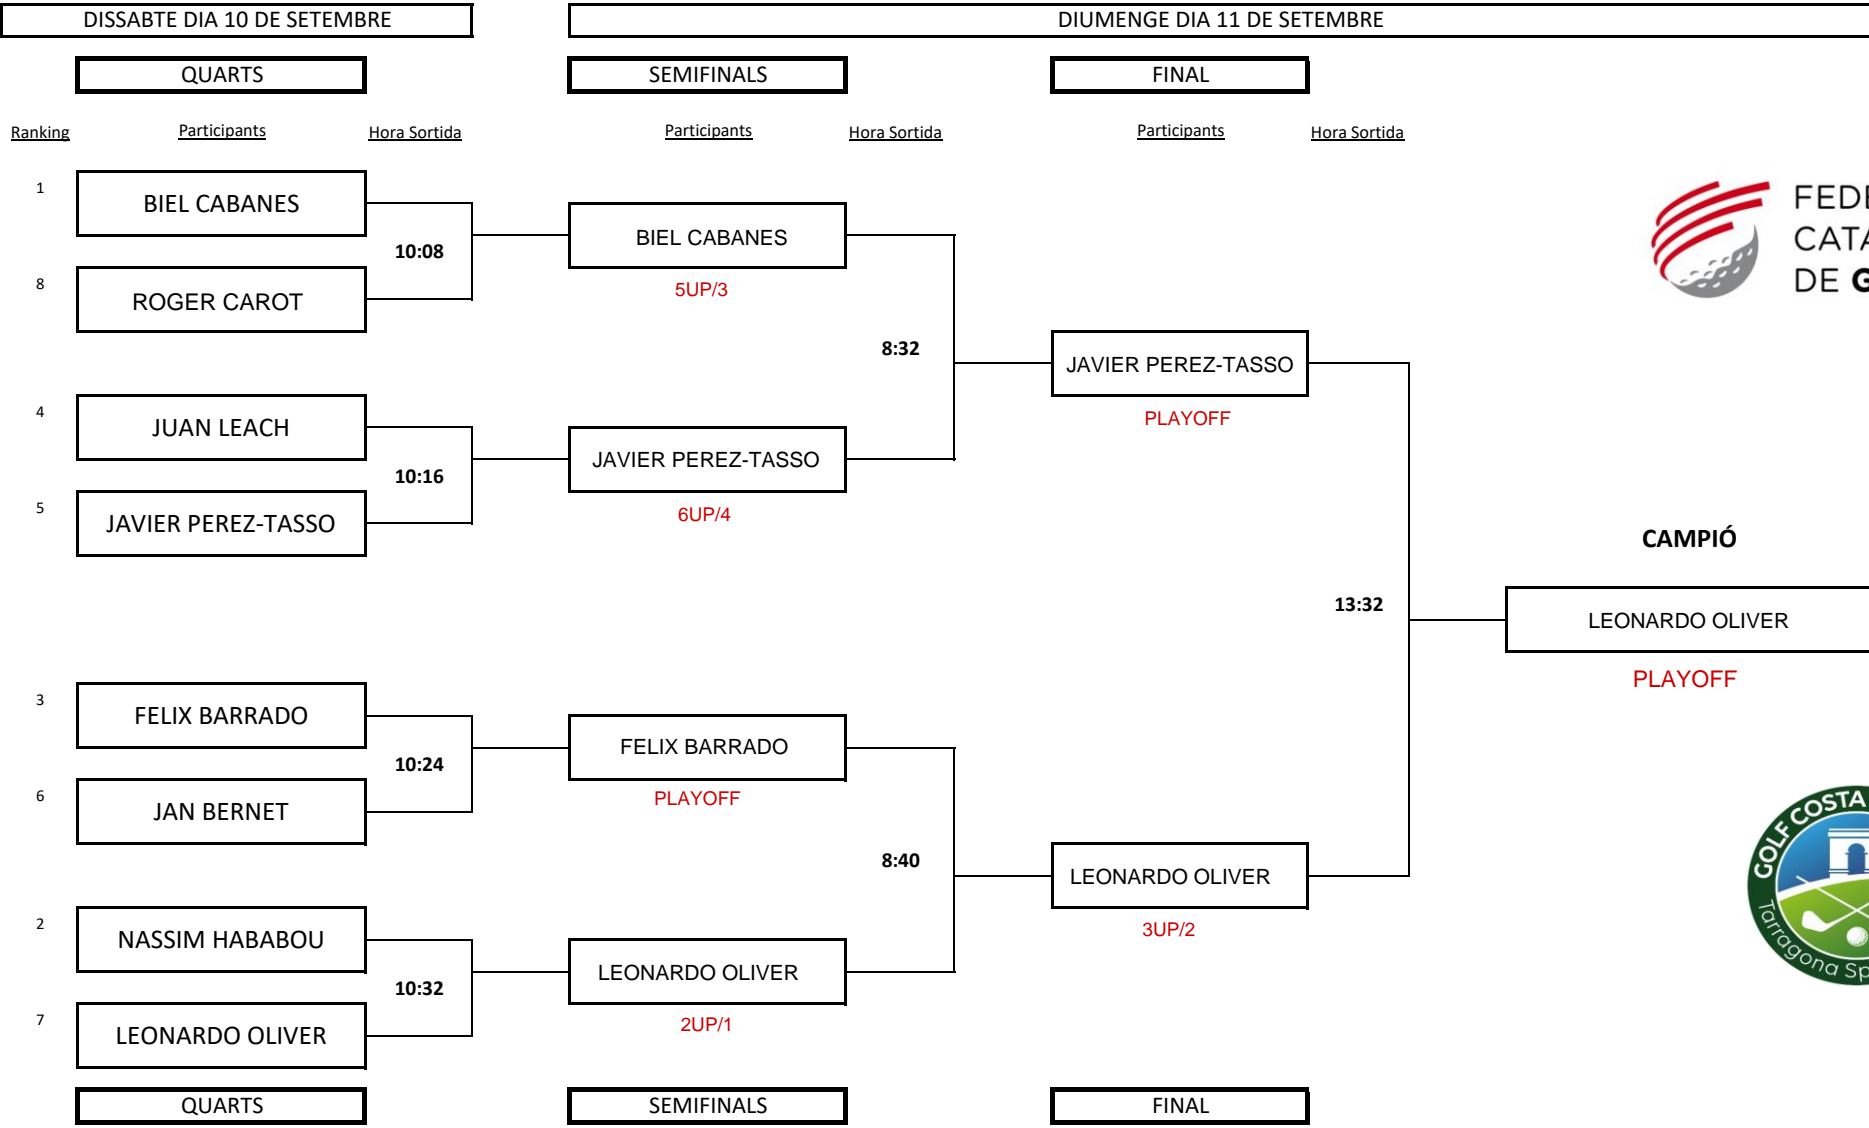 DISSABTE DIA 10 DE SETEMBRE
DIUMENGE DIA 11 DE SETEMBRE
QUARTS
SEMIFINALS
FINAL
Ranking
Participants
Hora Sortida
Participants
Hora Sortida
Participants
Hora Sortida
1
BIEL CABANES
10:08
8
ROGER CAROT
BIEL CABANES
5UP/3
4
JUAN LEACH
10:16
5
JAVIER PEREZ-TASSO
JAVIER PEREZ-TASSO
6UP/4
8:32
JAVIER PEREZ-TASSO
PLAYOFF
3
FELIX BARRADO
10:24
6
JAN BERNET
FELIX BARRADO
PLAYOFF
2
NASSIM HABABOU
10:32
7
LEONARDO OLIVER
LEONARDO OLIVER
2UP/1
8:40
LEONARDO OLIVER
3UP/2
13:32
CAMPIÓ
LEONARDO OLIVER
PLAYOFF
DE
GOLF COSTA
Tarragona
QUARTS
SEMIFINALS
FINAL